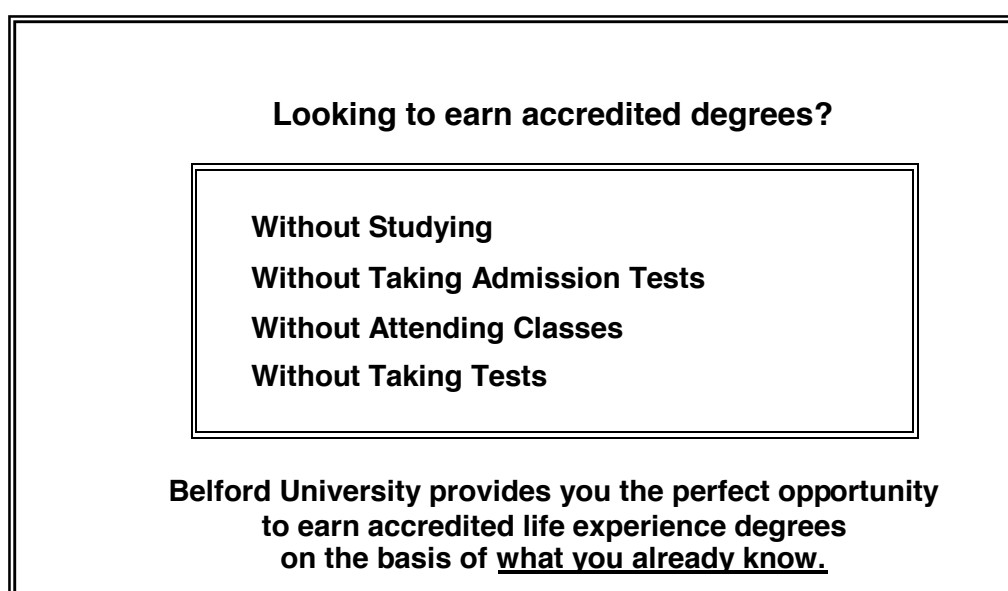 Looking to earn accredited degrees?
Without Studying
Without Taking Admission Tests
Without Attending Classes
Without Taking Tests
Belford University provides you the perfect opportunity
to earn accredited life experience degrees
on the basis of what you already know.